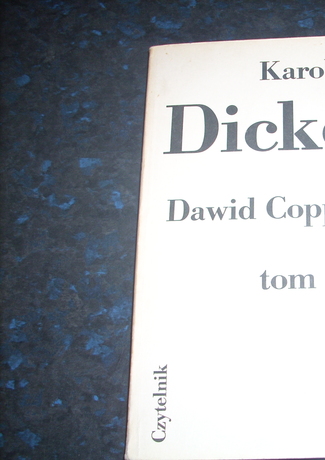 Karol
Dicke
Dawid Copp
tom
Czytelnik